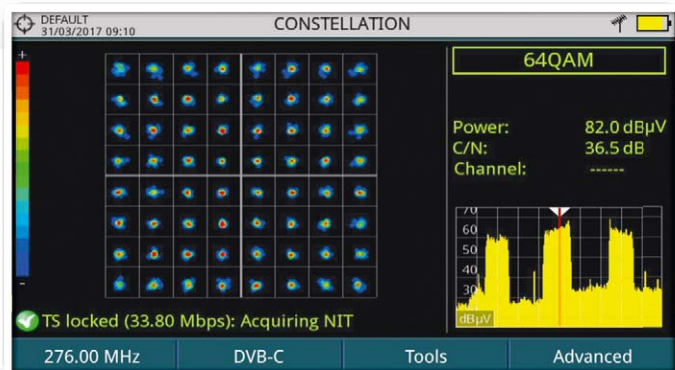 DEFAULT
31/03/2017 09:10
CONSTELLATION
+
-
64QAM
Power: 82.0 dBµV
C/N: 36.5 dB
Channel: ------
70
60
50
40
30
dBµV
TS locked (33.80 Mbps): Acquiring NIT
276.00 MHz
DVB-C
Tools
Advanced